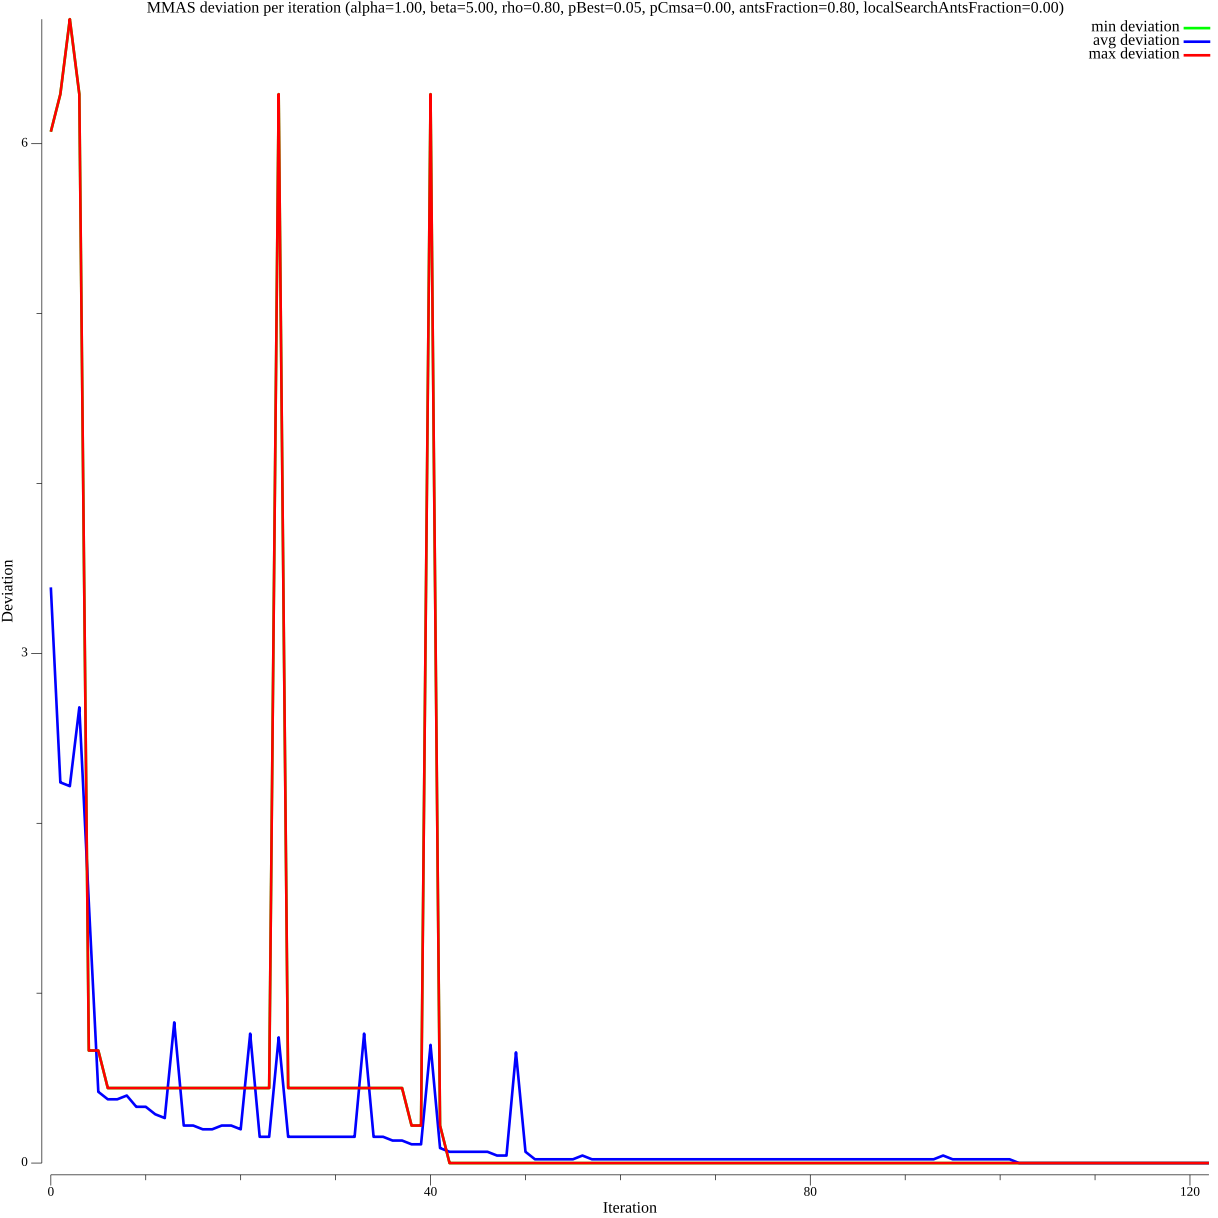 MMAS deviation per iteration (alpha=1.00, beta=5.00, rho=0.80, pBest=0.05, pCmsa=0.00, antsFraction=0.80, localSearchAntsFraction=0.00)
min deviation
avg deviation
max deviation
6
3
0
Deviation
0 40 80 120
Iteration